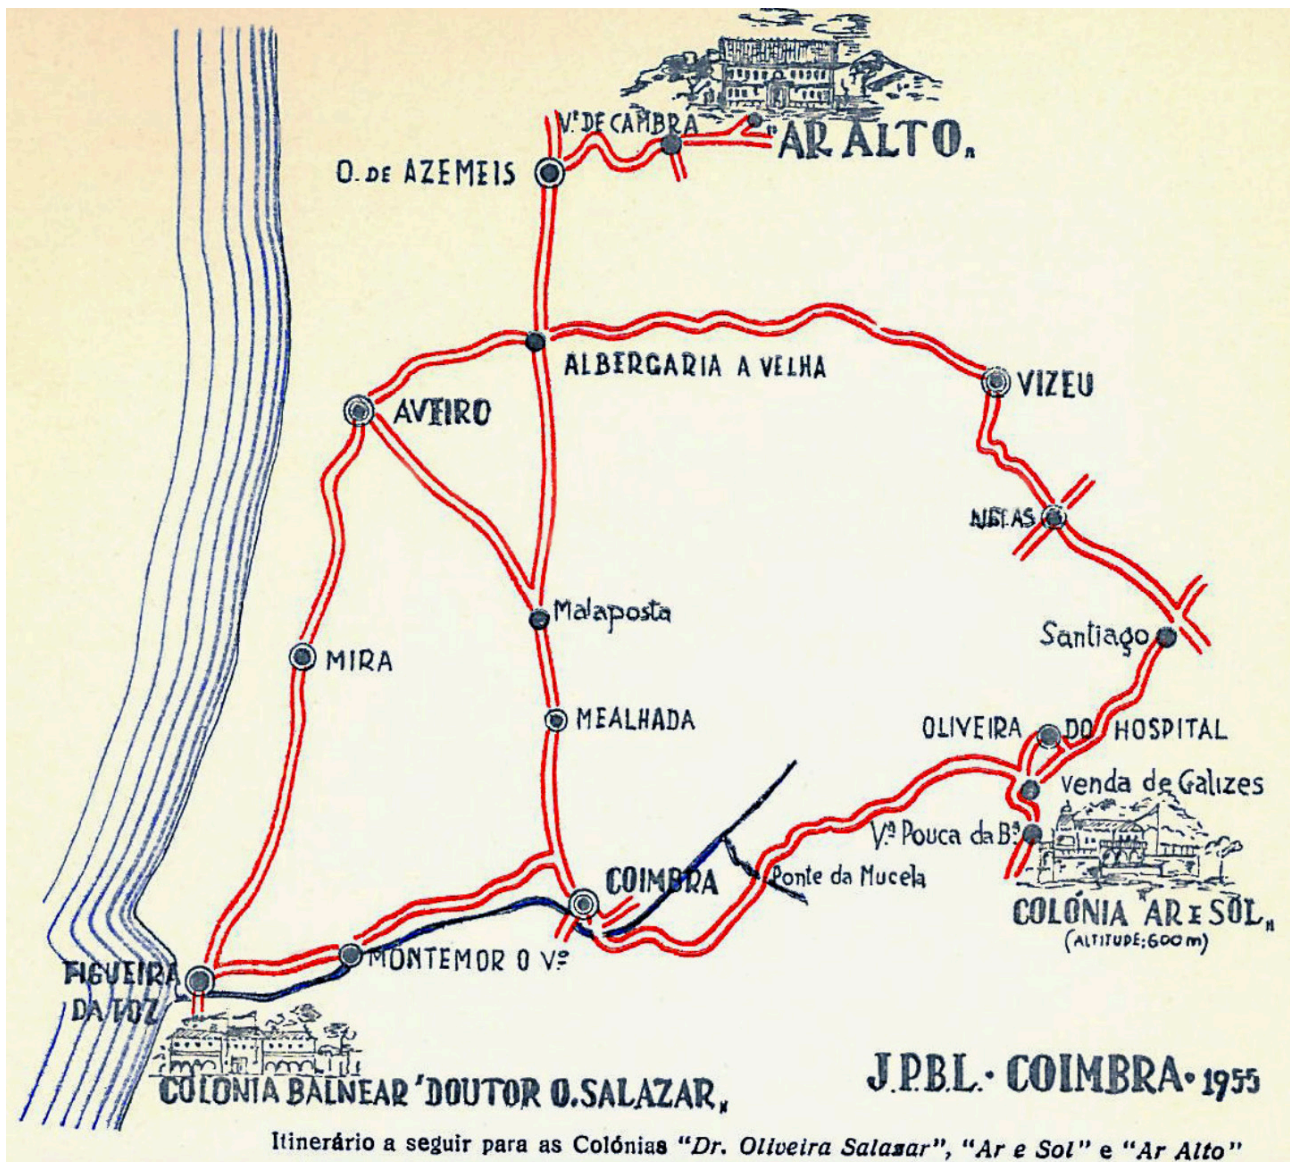 Vª DE CAMBRA
"AR ALTO"
O. DE AZEMEIS
ALBERGARIA A VELHA
VIZEU
AVEIRO
NELAS
Malaposta
Santiago
MIRA
MEALHADA
OLIVEIRA DO HOSPITAL
Venda de Galizes
Vª Pouca da Bª
COIMBRA
Ponte da Mucela
COLÓNIA "AR E SOL"
(ALTITUDE; 600 m)
MONTEMOR O Vº
FIGUEIRA
DA FOZ
J.P.B.L. · COIMBRA · 1955
COLONIA BALNEAR "DOUTOR O. SALAZAR"
Itinerário a seguir para as Colónias "Dr. Oliveira Salazar", "Ar e Sol" e "Ar Alto"